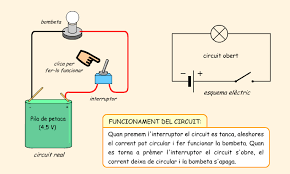 bombeta
clica per
fer-lo funcionar
interruptor
Pila de petaca
(4,5 V)
circuit real
circuit obert
- +
esquema elèctric
FUNCIONAMENT DEL CIRCUIT:
Quan premem l'interruptor el circuit es tanca, aleshores
el corrent pot circular i fer funcionar la bombeta. Quan
es torna a prémer l'interruptor el circuit s'obre, el
corrent deixa de circular i la bombeta s'apaga.